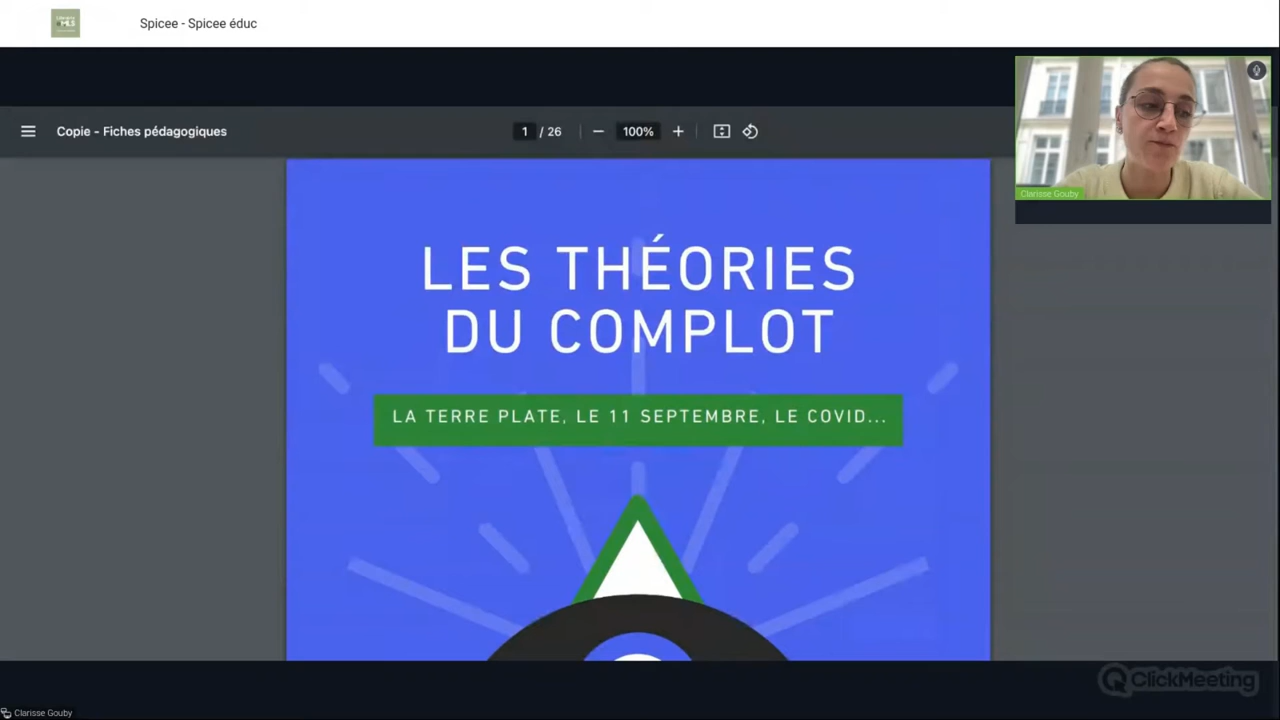 Spicee - Spicee éduc
Copie - Fiches pédagogiques
1 / 26
100%
Clarisse Gouby
LES THÉORIES
DU COMPLOT
LA TERRE PLATE, LE 11 SEPTEMBRE, LE COVID...
ClickMeeting
Clarisse Gouby